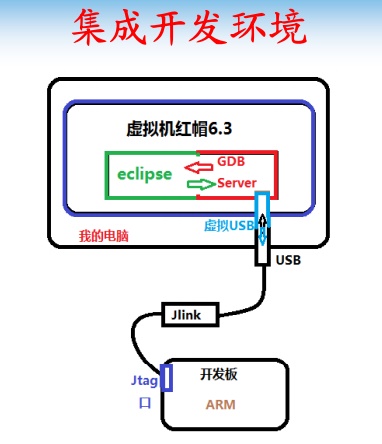 集成开发环境
虚拟机红帽6.3
eclipse
GDB
Server
虚拟USB
我的电脑
USB
Jlink
Jtag
口
开发板
ARM